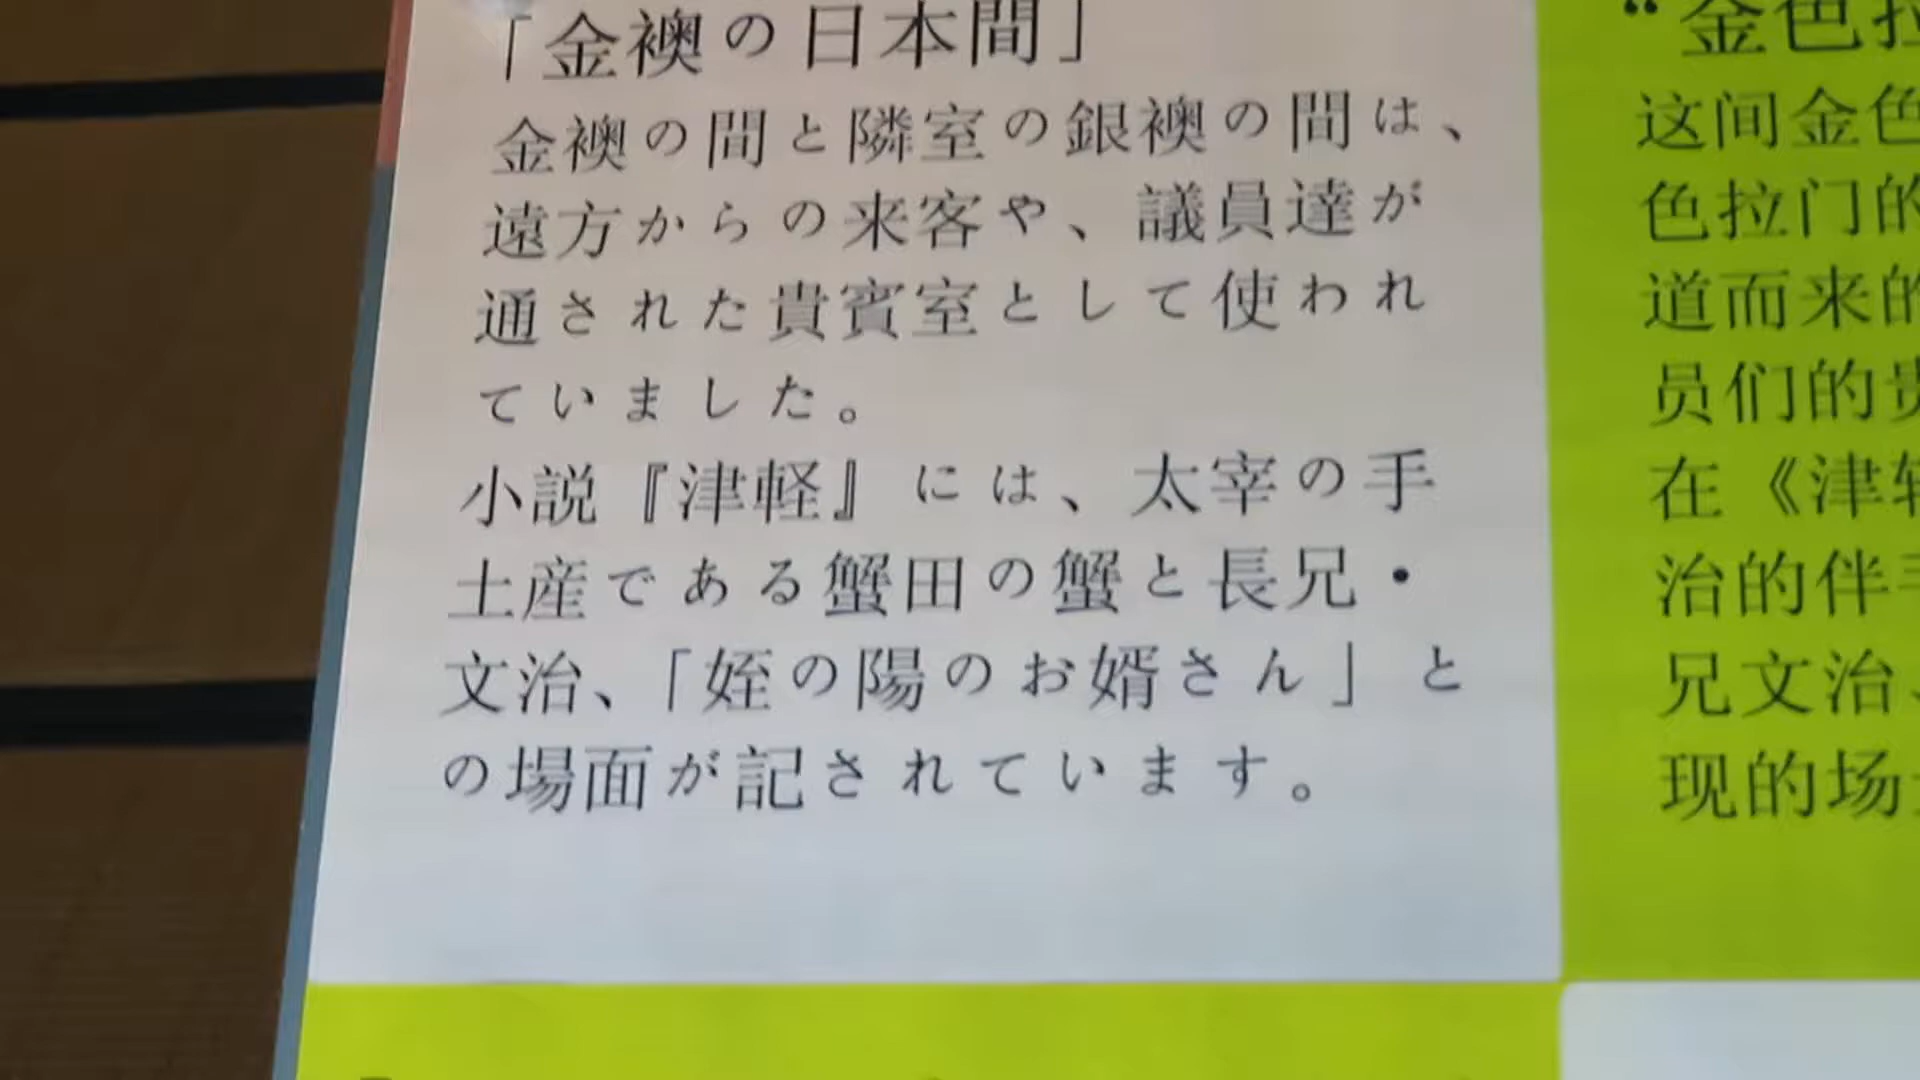 「金襖の日本間」
金襖の間と隣室の銀襖の間は、
遠方からの来客や、議員達が
通された貴賓室として使われ
ていました。
小説『津軽』には、太宰の手
土産である蟹田の蟹と長兄・
文治、「姪の陽のお婿さん」と
の場面が記されています。
“金色拉
这间金色
色拉门的
道而来的
员们的贵
在《津轻
治的伴手
兄文治、
现的场